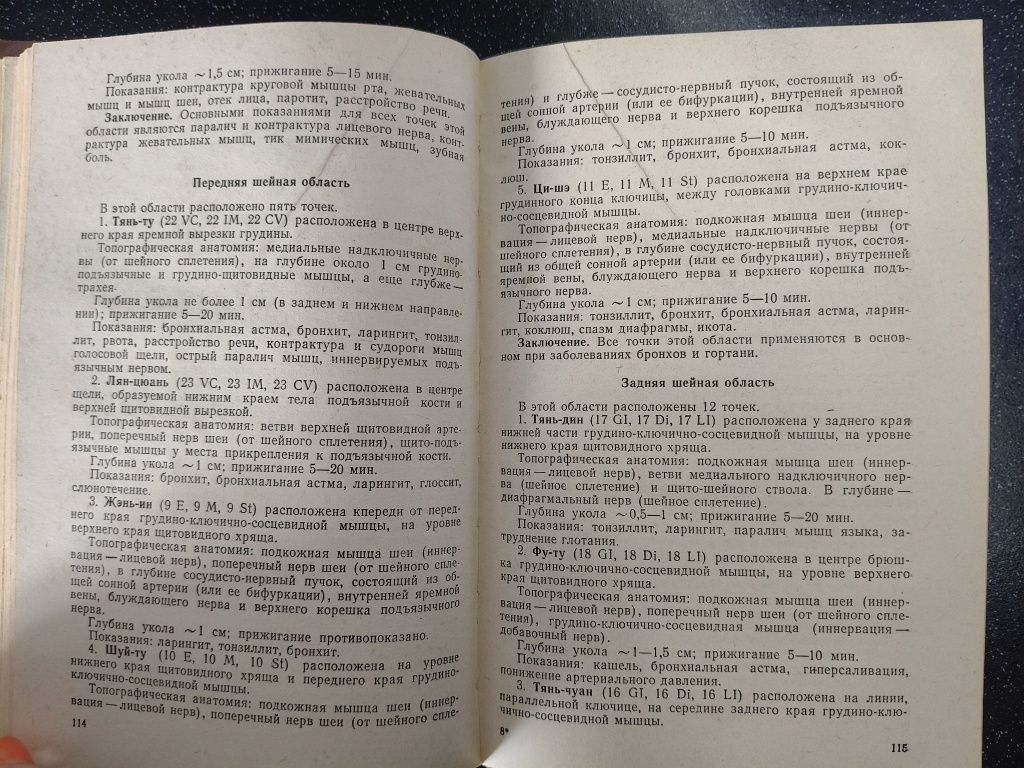 Глубина укола ~1,5 см; прижигание 5—15 мин.
Показания: контрактура круговой мышцы рта, жевательных
мышц и мышц шеи, отек лица, паротит, расстройство речи.
Заключение. Основными показаниями для всех точек этой
области являются паралич и контрактура лицевого нерва, конт-
рактура жевательных мышц, тик мимических мышц, зубная
боль.
Передняя шейная область
В этой области расположено пять точек.
1. Тянь-ту (22 VC, 22 IM, 22 CV) расположена в центре верх-
него края яремной вырезки грудины.
Топографическая анатомия: медиальные надключичные нер-
вы (от шейного сплетения), на глубине около 1 см грудино-
подъязычные и грудино-щитовидные мышцы, а еще глубже —
трахея.
Глубина укола не более 1 см (в заднем и нижнем направле-
нии); прижигание 5—20 мин.
Показания: бронхиальная астма, бронхит, ларингит, тонзил-
лит, рвота, расстройство речи, контрактура и судороги мышц
голосовой щели, острый паралич мышц, иннервируемых подъ-
язычным нервом.
2. Лян-цюань (23 VC, 23 IM, 23 CV) расположена в центре
щели, образуемой нижним краем тела подъязычной кости и
верхней щитовидной вырезкой.
Топографическая анатомия: ветви верхней щитовидной арте-
рии, поперечный нерв шеи (от шейного сплетения), щито-подъ-
язычные мышцы у места прикрепления к подъязычной кости.
Глубина укола ~1 см; прижигание 5—20 мин.
Показания: бронхит, бронхиальная астма, ларингит, глоссит,
слюнотечение.
3. Жэнь-ин (9 E, 9 M, 9 St) расположена кпереди от перед-
него края грудино-ключично-сосцевидной мышцы, на уровне
верхнего края щитовидного хряща.
Топографическая анатомия: подкожная мышца шеи (иннер-
вация — лицевой нерв), поперечный нерв шеи (от шейного спле-
тения), в глубине сосудисто-нервный пучок, состоящий из об-
щей сонной артерии (или ее бифуркации), внутренней яремной
вены, блуждающего нерва и верхнего корешка подъязычного
нерва.
Глубина укола ~1 см; прижигание противопоказано.
Показания: ларингит, тонзиллит, бронхит.
4. Шуй-ту (10 E, 10 M, 10 St) расположена на уровне
нижнего края щитовидного хряща и переднего края грудино-
ключично-сосцевидной мышцы.
Топографическая анатомия: подкожная мышца шеи (иннер-
вация — лицевой нерв), поперечный нерв шеи (от шейного спле-
114
тения) и глубже — сосудисто-нервный пучок, состоящий из об-
щей сонной артерии (или ее бифуркации), внутренней яремной
вены, блуждающего нерва и верхнего корешка подъязычного
нерва.
Глубина укола ~1 см; прижигание 5—10 мин.
Показания: тонзиллит, бронхит, бронхиальная астма, кок-
люш.
5. Ци-шэ (11 E, 11 M, 11 St) расположена на верхнем крае
грудинного конца ключицы, между головками грудино-ключич-
но-сосцевидной мышцы.
Топографическая анатомия: подкожная мышца шеи (иннер-
вация — лицевой нерв), медиальные надключичные нервы (от
шейного сплетения), в глубине сосудисто-нервный пучок, состоя-
щий из общей сонной артерии (или ее бифуркации), внутренней
яремной вены, блуждающего нерва и верхнего корешка подъ-
язычного нерва.
Глубина укола ~1 см; прижигание 5—10 мин.
Показания: тонзиллит, бронхит, бронхиальная астма, ларин-
гит, коклюш, спазм диафрагмы, икота.
Заключение. Все точки этой области применяются в основ-
ном при заболеваниях бронхов и гортани.
Задняя шейная область
В этой области расположены 12 точек.
1. Тянь-дин (17 GI, 17 Di, 17 LI) расположена у заднего края
нижней части грудино-ключично-сосцевидной мышцы, на уровне
нижнего края щитовидного хряща.
Топографическая анатомия: подкожная мышца шеи (иннер-
вация — лицевой нерв), ветви медиального надключичного нер-
ва (шейное сплетение) и щито-шейного ствола. В глубине —
диафрагмальный нерв (шейное сплетение).
Глубина укола ~0,5—1 см; прижигание 5—20 мин.
Показания: тонзиллит, ларингит, паралич мышц языка, за-
труднение глотания.
2. Фу-ту (18 GI, 18 Di, 18 LI) расположена в центре брюш-
ка грудино-ключично-сосцевидной мышцы, на уровне верхнего
края щитовидного хряща.
Топографическая анатомия: подкожная мышца шеи (иннер-
вация — лицевой нерв), поперечный нерв шеи (от шейного спле-
тения), грудино-ключично-сосцевидная мышца (иннервация —
добавочный нерв).
Глубина укола ~1—1,5 см; прижигание 5—10 мин.
Показания: кашель, бронхиальная астма, гиперсаливация,
понижение артериального давления.
3. Тянь-чуан (16 GI, 16 Di, 16 LI) расположена на линии,
параллельной ключице, на середине заднего края грудино-клю-
чично-сосцевидной мышцы.
8*
115